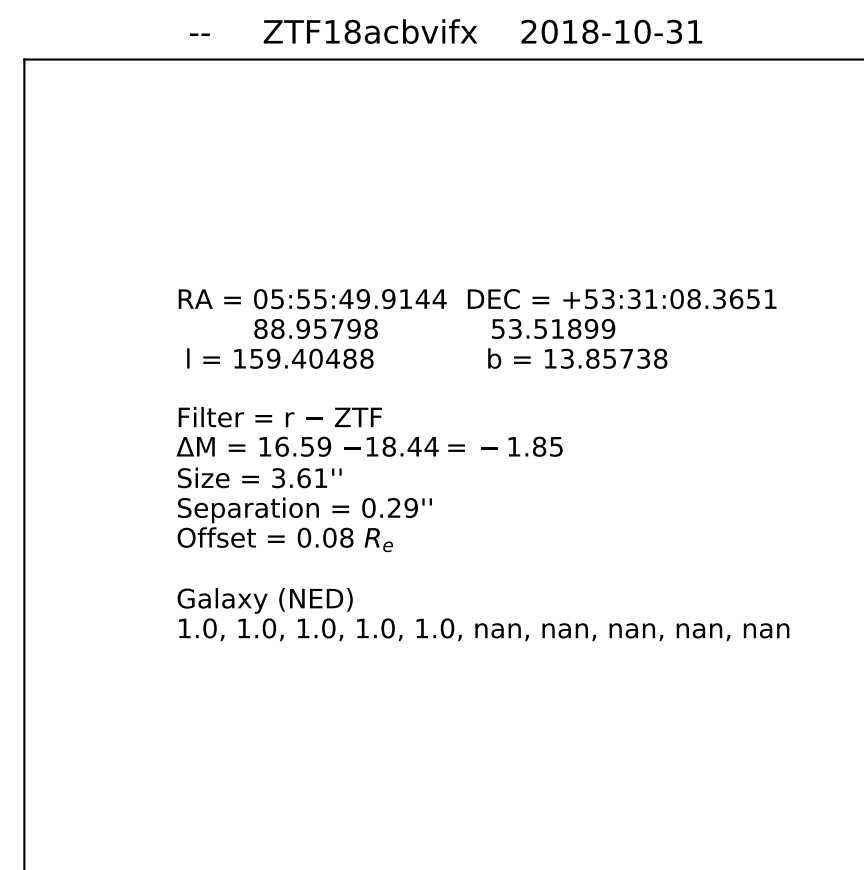 -- ZTF18acbvifx 2018-10-31
RA = 05:55:49.9144 DEC = +53:31:08.3651
88.95798 53.51899
l = 159.40488 b = 13.85738
Filter = r − ZTF
ΔM = 16.59 −18.44 = − 1.85
Size = 3.61''
Separation = 0.29''
Offset = 0.08 Re
Galaxy (NED)
1.0, 1.0, 1.0, 1.0, 1.0, nan, nan, nan, nan, nan